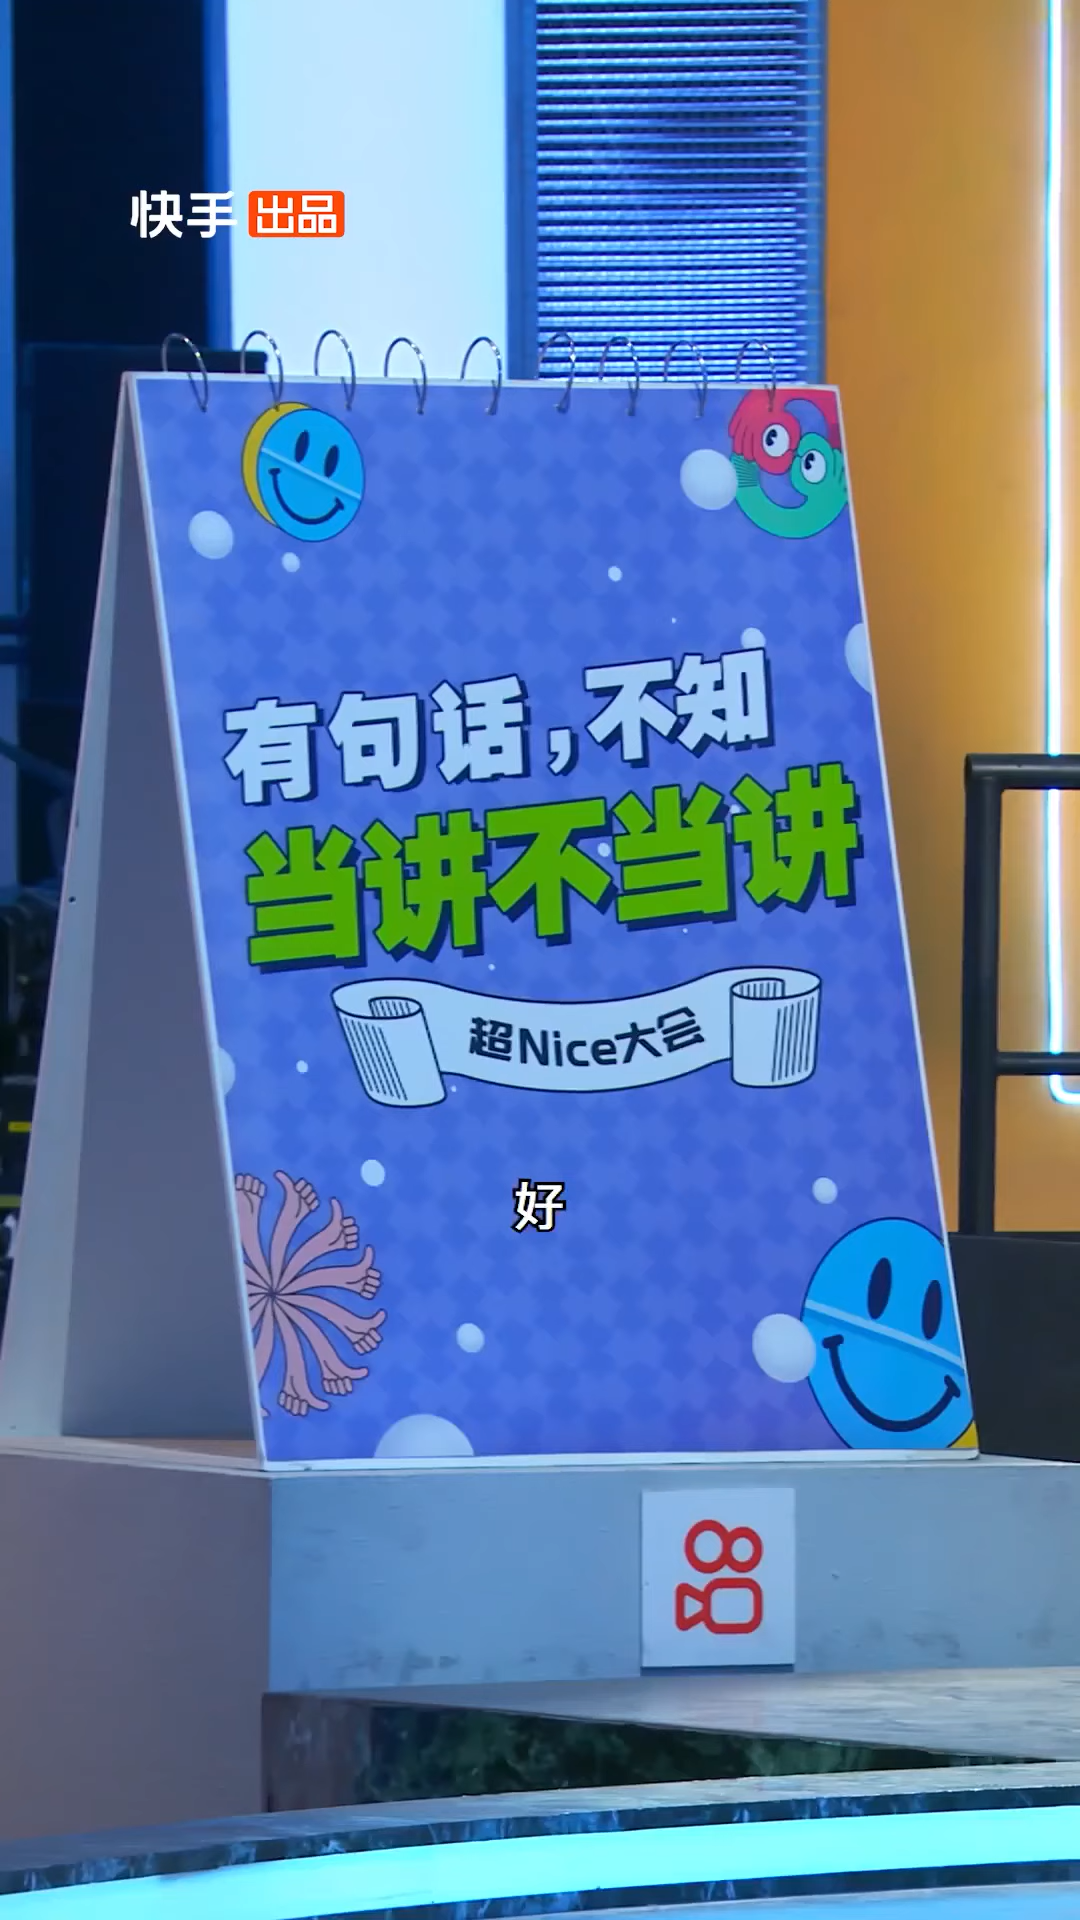 快手 出品
有句话,不知
当讲不当讲
超Nice大会
好